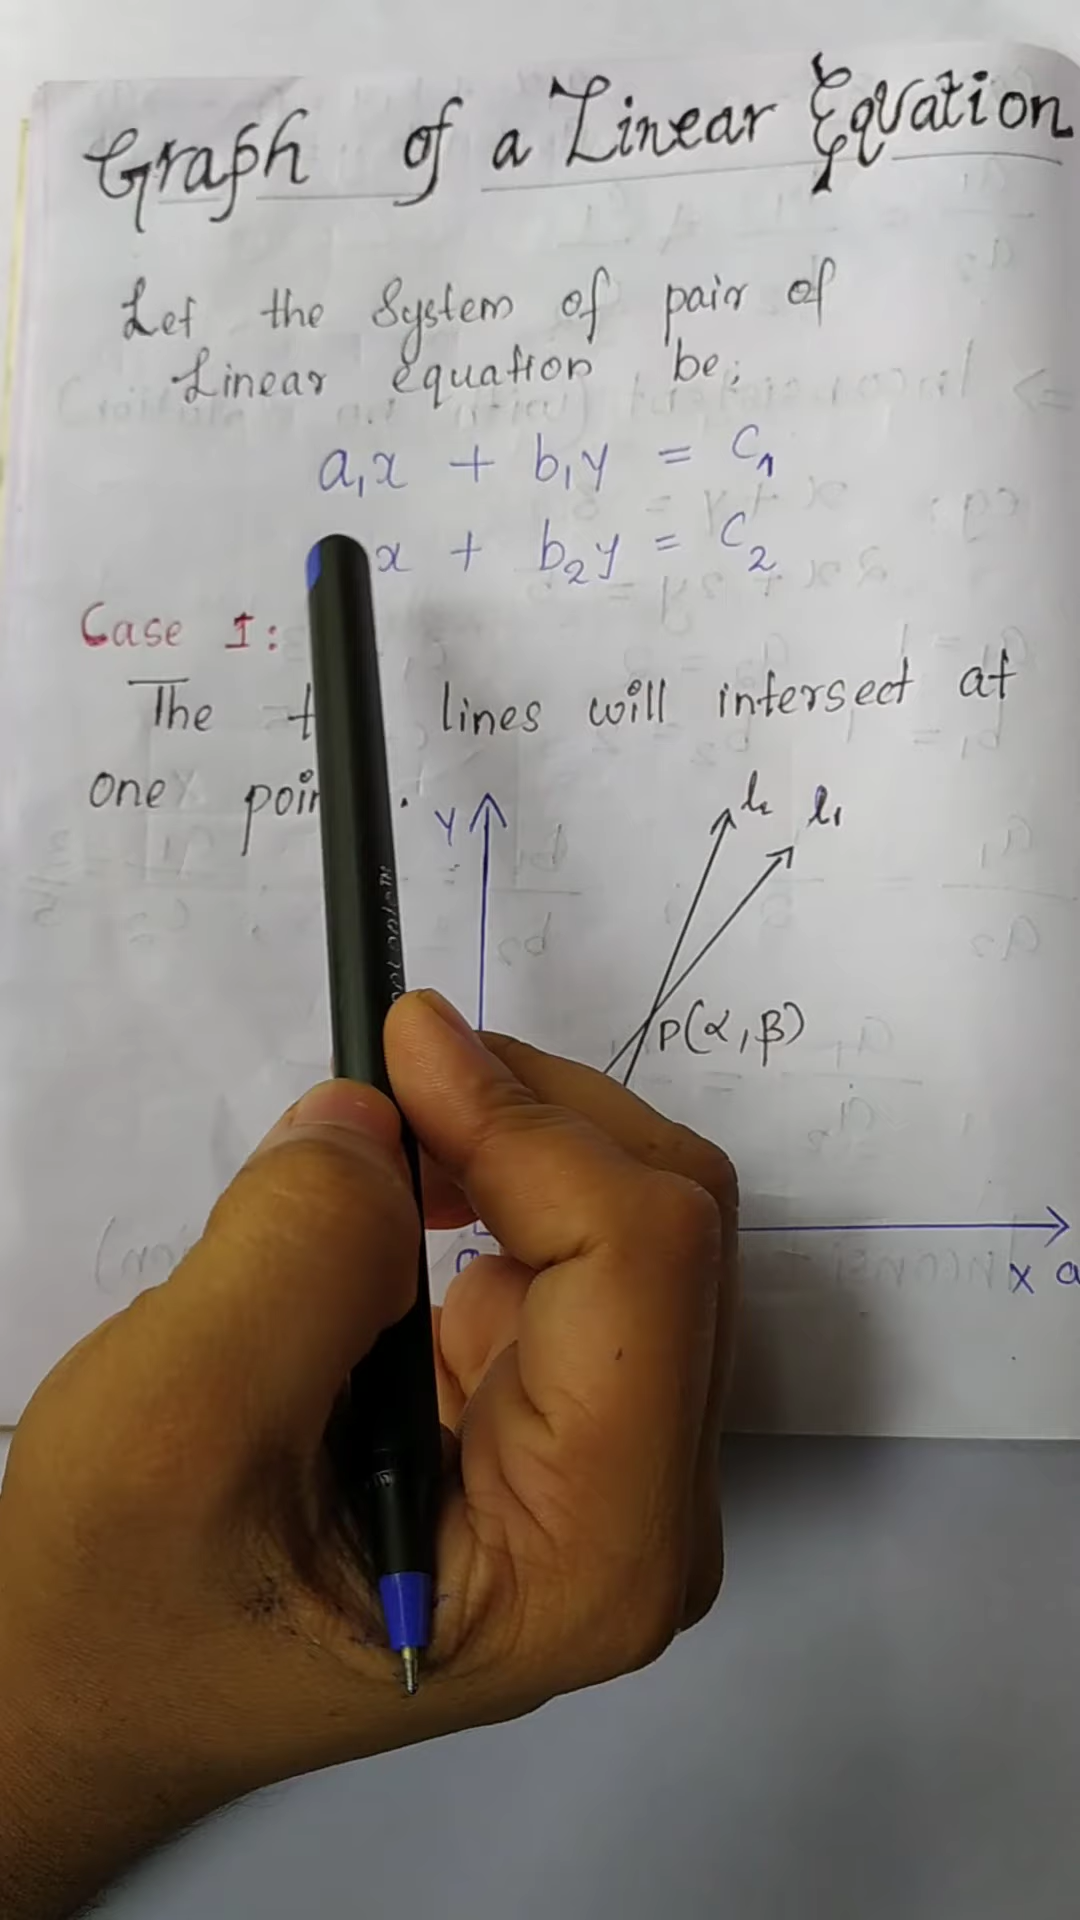 Graph of a Linear Equation
Let the System of pair of
Linear equation be;
a₁x + b₁y = C₁
x + b₂y = C₂
Case I:
The lines will intersect at
one
Y
l₂ l₁
P(α, β)
X